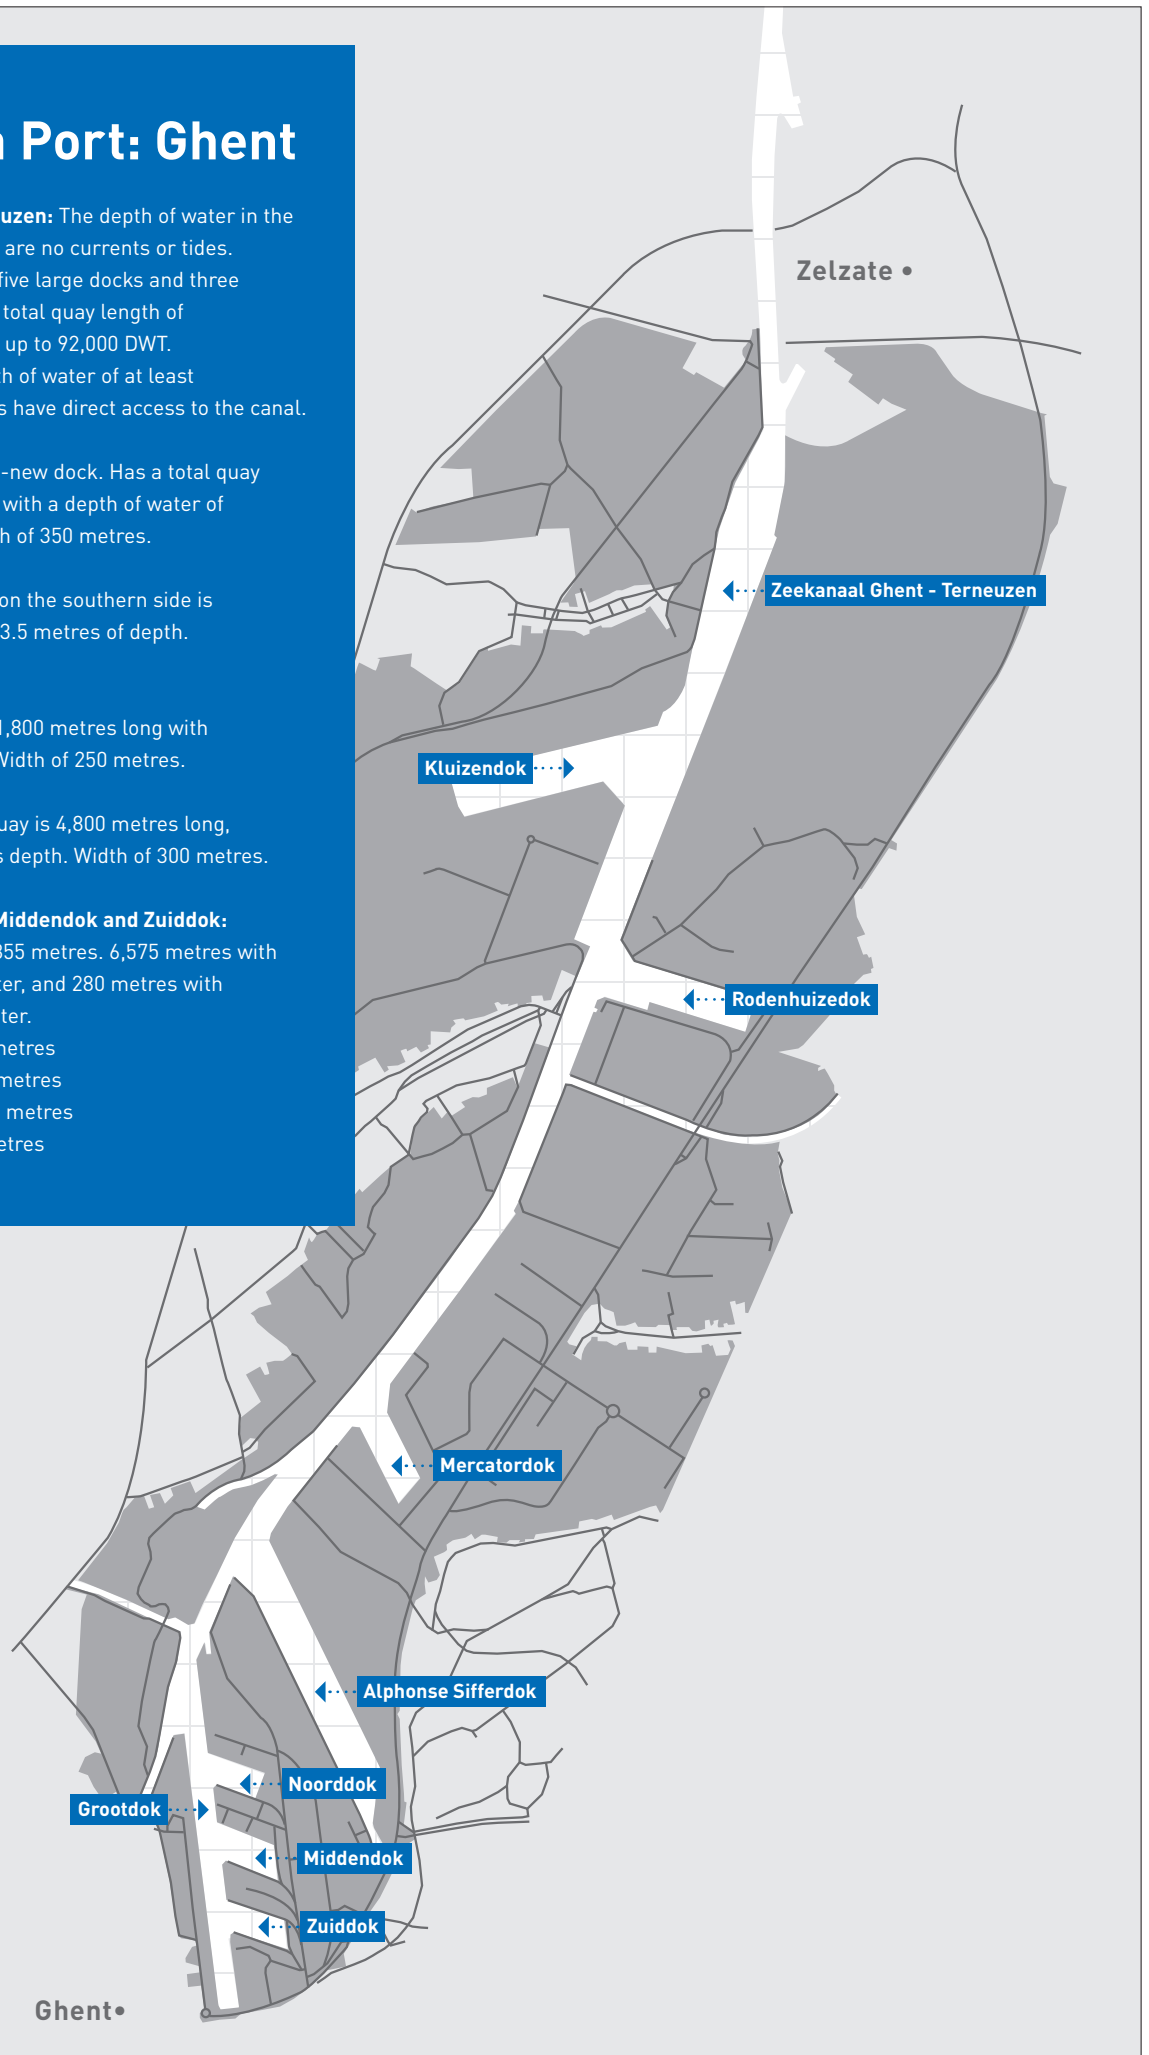 Port: Ghent
uzen: The depth of water in the
are no currents or tides.
five large docks and three
total quay length of
up to 92,000 DWT.
th of water of at least
s have direct access to the canal.
-new dock. Has a total quay
with a depth of water of
h of 350 metres.
on the southern side is
3.5 metres of depth.
1,800 metres long with
Width of 250 metres.
uay is 4,800 metres long,
s depth. Width of 300 metres.
Middendok and Zuiddok:
355 metres. 6,575 metres with
ter, and 280 metres with
ter.
metres
metres
metres
etres
Zelzate
Zeekanaal Ghent - Terneuzen
Kluizendok
Rodenhuizedok
Mercatordok
Alphonse Sifferdok
Noorddok
Grootdok
Middendok
Zuiddok
Ghent